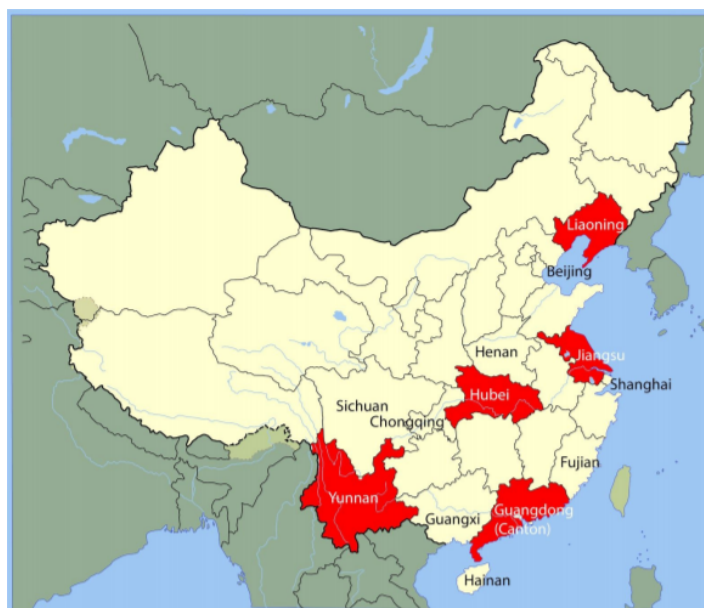 Liaoning
Beijing
Henan
Jiangsu
Shanghai
Hubei
Sichuan
Chongqing
Fujian
Yunnan
Guangxi
Guangdong
(Canton)
Hainan